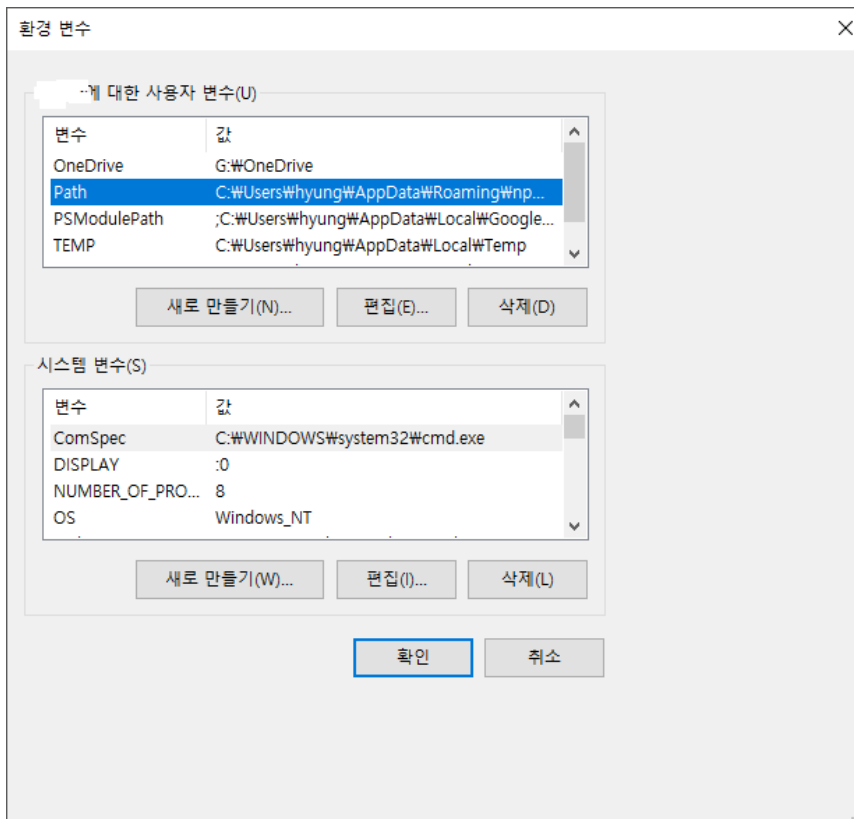 환경 변수
에 대한 사용자 변수(U)
변수 값
OneDrive G:₩OneDrive
Path C:₩Users₩hyung₩AppData₩Roaming₩np...
PSModulePath ;C:₩Users₩hyung₩AppData₩Local₩Google...
TEMP C:₩Users₩hyung₩AppData₩Local₩Temp
새로 만들기(N)... 편집(E)... 삭제(D)
시스템 변수(S)
변수 값
ComSpec C:₩WINDOWS₩system32₩cmd.exe
DISPLAY :0
NUMBER_OF_PRO... 8
OS Windows_NT
새로 만들기(W)... 편집(I)... 삭제(L)
확인 취소